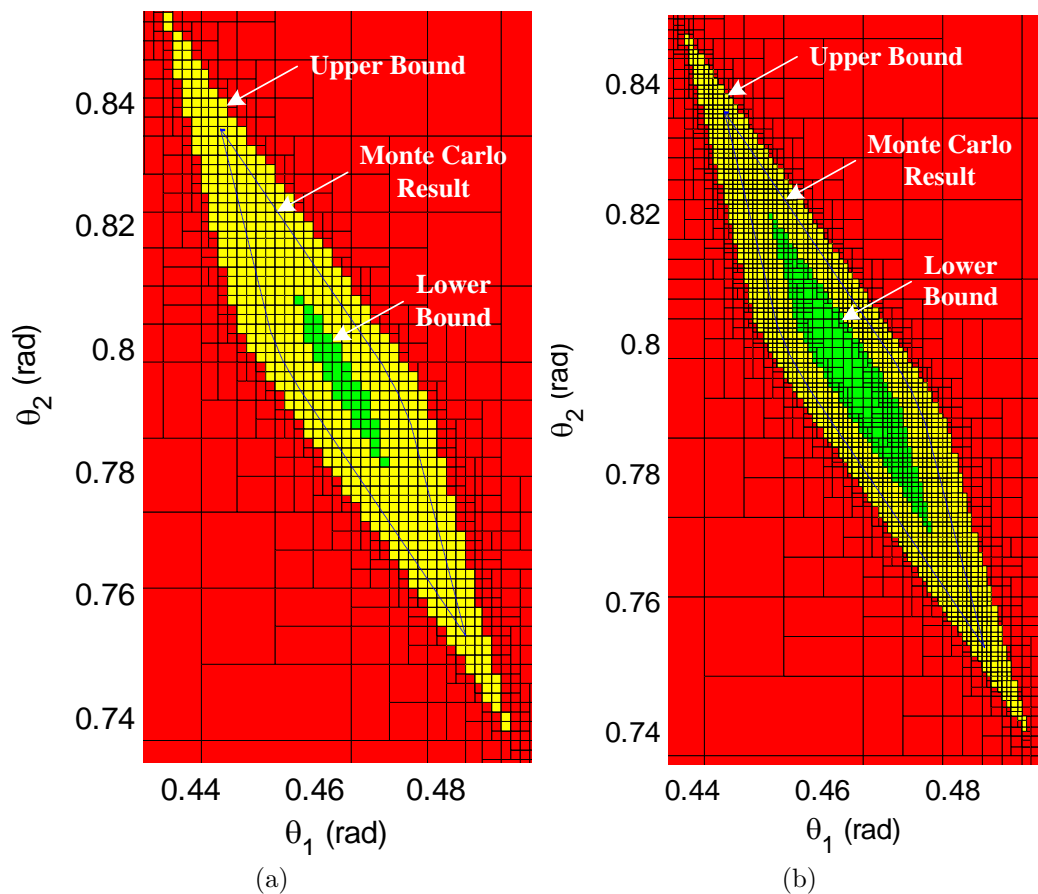 Upper Bound
Monte Carlo
Result
Lower
Bound
0.84
0.82
0.8
0.78
0.76
0.74
θ2 (rad)
0.44 0.46 0.48
θ1 (rad)
(a)
Upper Bound
Monte Carlo
Result
Lower
Bound
0.84
0.82
0.8
0.78
0.76
0.74
θ2 (rad)
0.44 0.46 0.48
θ1 (rad)
(b)